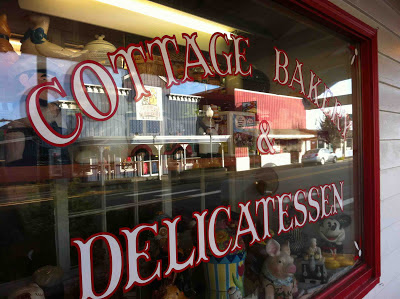 COTTAGE BAKERY
&
DELICATESSEN